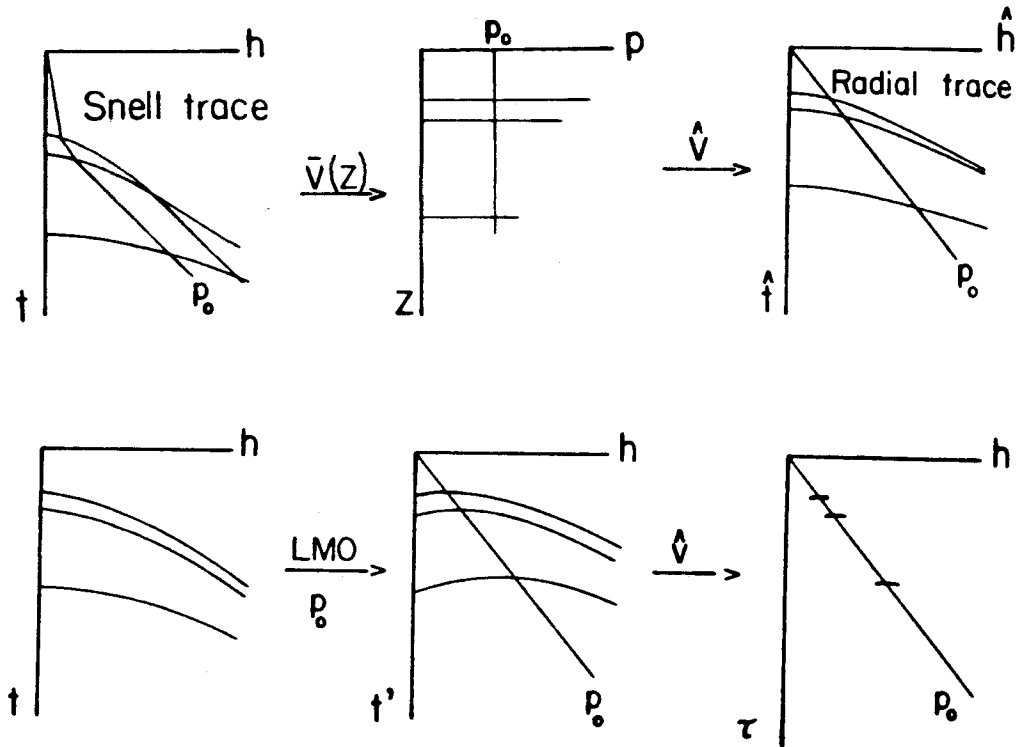 h
Snell trace
t
p₀
V̄(Z)
p₀
p
Z
V̂
ĥ
Radial trace
t̂
p₀
h
t
LMO
p₀
h
t'
p₀
V̂
h
τ
p₀